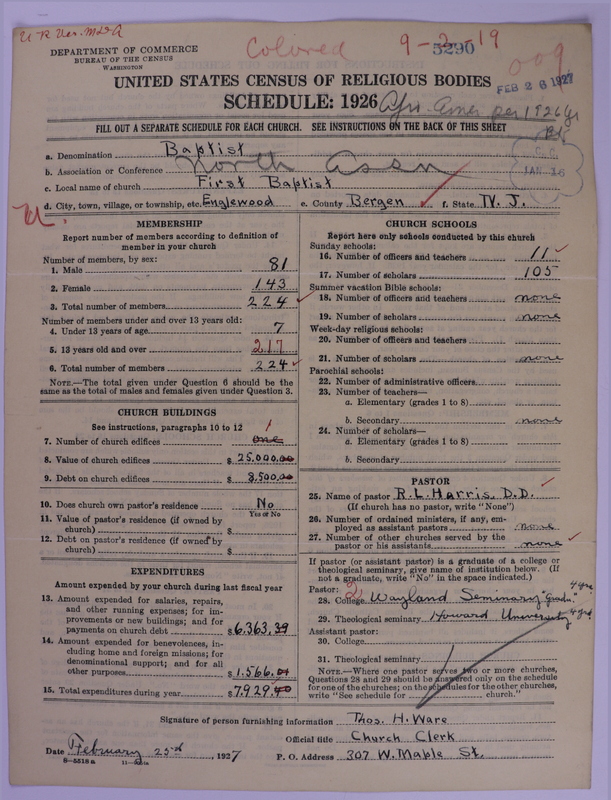 U-R Ver. M&A
DEPARTMENT OF COMMERCE
BUREAU OF THE CENSUS
WASHINGTON
Colored
9-2-19
5290
009
FEB 26 1927
UNITED STATES CENSUS OF RELIGIOUS BODIES
SCHEDULE: 1926
Afro-Amer per 1926 yr
Bk
FILL OUT A SEPARATE SCHEDULE FOR EACH CHURCH. SEE INSTRUCTIONS ON THE BACK OF THIS SHEET
JAN 16
a. Denomination Baptist
b. Association or Conference North Assn
c. Local name of church First Baptist
d. City, town, village, or township, etc. Englewood e. County Bergen f. State N. J.
U.
MEMBERSHIP
Report number of members according to definition of
member in your church
Number of members, by sex:
1. Male 81
2. Female 143
3. Total number of members 224
Number of members under and over 13 years old:
4. Under 13 years of age 7
5. 13 years old and over 217
6. Total number of members 224
NOTE.—The total given under Question 6 should be the
same as the total of males and females given under Question 3.
CHURCH BUILDINGS
See instructions, paragraphs 10 to 12
1
7. Number of church edifices one
8. Value of church edifices $25.000.00
9. Debt on church edifices $8,500.00
10. Does church own pastor's residence No
Yes or No
11. Value of pastor's residence (if owned by
church) $
12. Debt on pastor's residence (if owned by
church) $
EXPENDITURES
Amount expended by your church during last fiscal year
13. Amount expended for salaries, repairs,
and other running expenses; for im-
provements or new buildings; and for
payments on church debt $6.363,39
14. Amount expended for benevolences, in-
cluding home and foreign missions; for
denominational support; and for all
other purposes $1.566.01
15. Total expenditures during year $7.929.40
CHURCH SCHOOLS
Report here only schools conducted by this church
Sunday schools:
16. Number of officers and teachers 11
17. Number of scholars 105
Summer vacation Bible schools:
18. Number of officers and teachers none
19. Number of scholars none
Week-day religious schools:
20. Number of officers and teachers
21. Number of scholars none
Parochial schools:
22. Number of administrative officers
23. Number of teachers—
a. Elementary (grades 1 to 8)
b. Secondary none
24. Number of scholars—
a. Elementary (grades 1 to 8)
b. Secondary
PASTOR
25. Name of pastor R. L. Harris, D.D.
(If church has no pastor, write "None")
26. Number of ordained ministers, if any, em-
ployed as assistant pastors none
27. Number of other churches served by the
pastor or his assistants none
If pastor (or assistant pastor) is a graduate of a college or
theological seminary, give name of institution below. (If
not a graduate, write "No" in the space indicated.)
Pastor: 2
28. College Wayland Seminary "Gradu." 4 yrs
29. Theological seminary Howard University 4 yrs
Assistant pastor:
30. College
31. Theological seminary
NOTE.—Where one pastor serves two or more churches,
Questions 28 and 29 should be answered only on the schedule
for one of the churches; on the schedules for the other churches,
write "See schedule for church."
Signature of person furnishing information Thos. H. Ware
Official title Church Clerk
Date February 25rd, 1927 P. O. Address 307 W. Maple St.
8-5518a